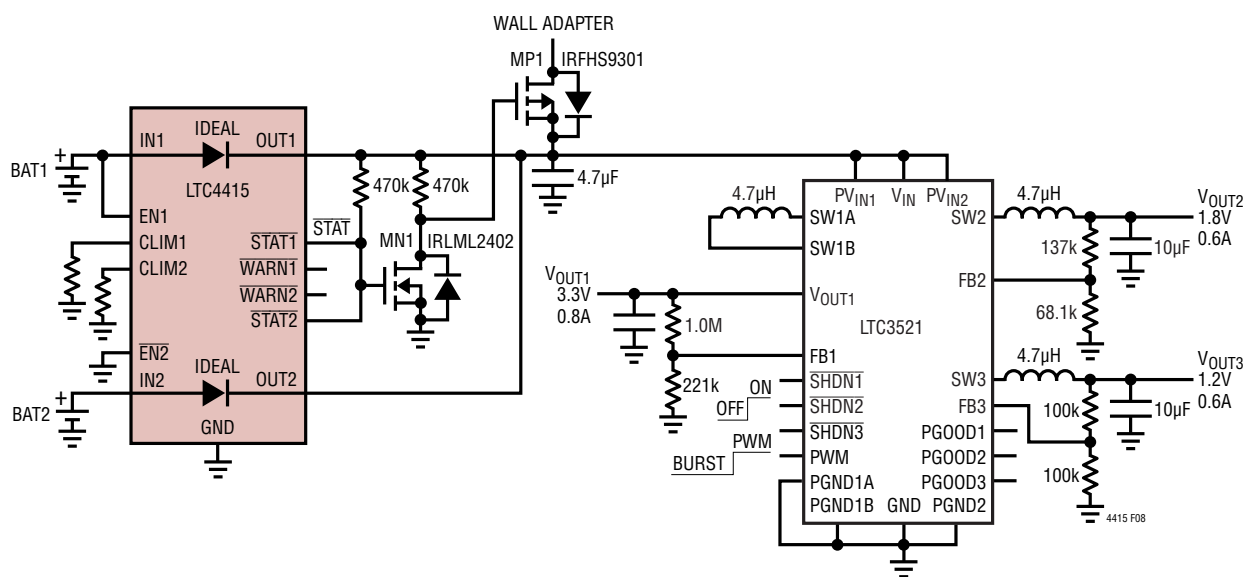 WALL ADAPTER
MP1 IRFHS9301
IDEAL
IN1 OUT1
BAT1 +
LTC4415
470k 470k
4.7µF
EN1
CLIM1
CLIM2
STAT
STAT1
WARN1
WARN2
STAT2
MN1 IRLML2402
EN2
IDEAL
IN2 OUT2
BAT2 +
GND
4.7µH
PVIN1 VIN PVIN2
SW1A
SW1B
SW2
4.7µH
VOUT2
1.8V
0.6A
137k
10µF
FB2
68.1k
VOUT1
3.3V
0.8A
VOUT1
LTC3521
1.0M
FB1
221k
4.7µH
SW3
VOUT3
1.2V
0.6A
FB3
100k
10µF
100k
ON
OFF
SHDN1
SHDN2
SHDN3
PWM
BURST
PWM
PGOOD1
PGOOD2
PGOOD3
PGND1A
PGND1B GND PGND2
4415 F08